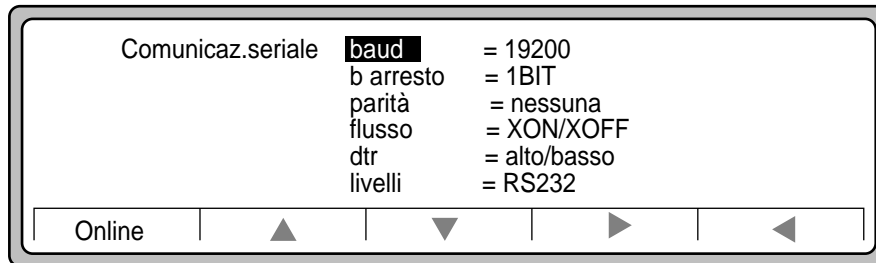 Comunicaz.seriale baud = 19200
b arresto = 1BIT
parità = nessuna
flusso = XON/XOFF
dtr = alto/basso
livelli = RS232
Online